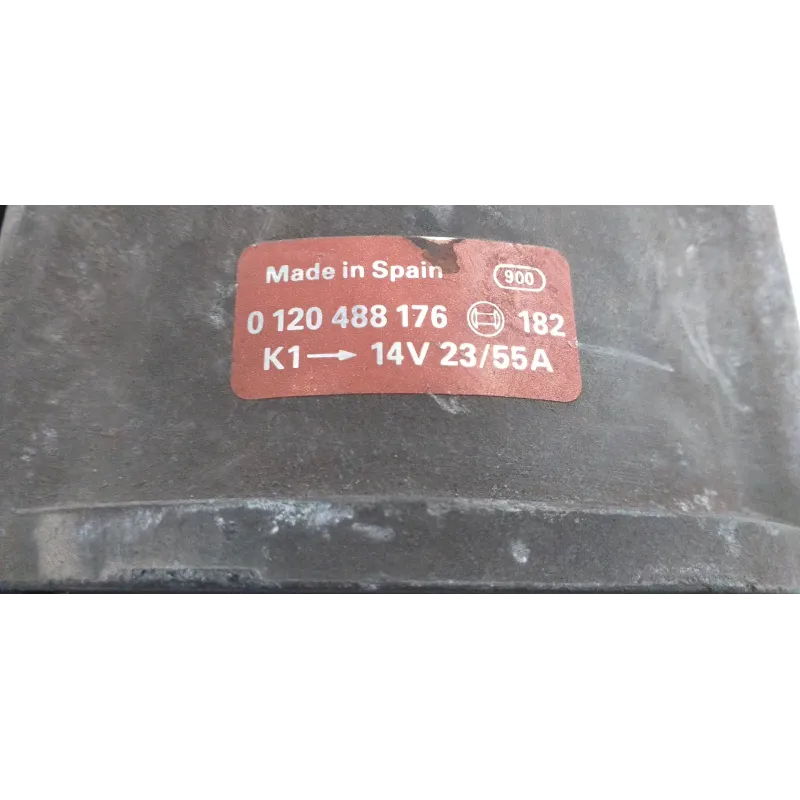 Made in Spain 900
0 120 488 176 182
K1→ 14V 23/55A